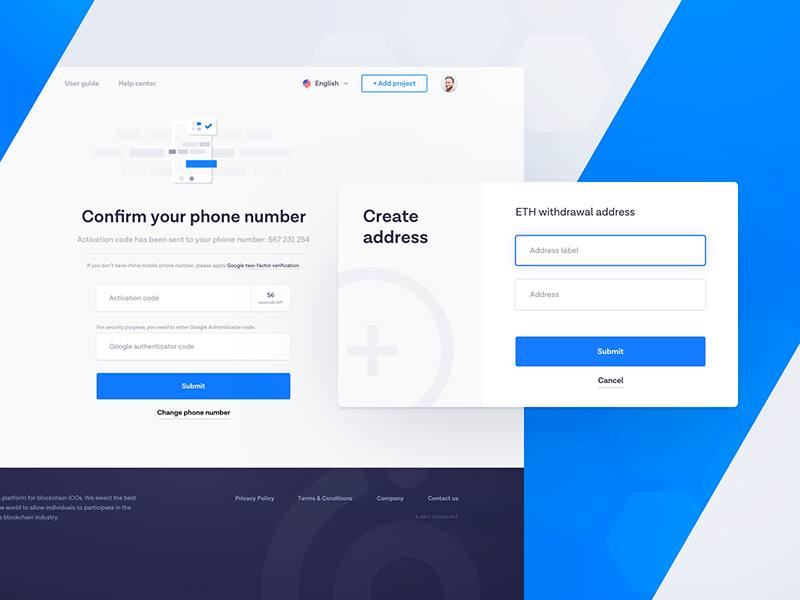 User guide
Help center
English
+ Add project
Confirm your phone number
Activation code has been sent to your phone number: 567 231 254
If you don't have china mobile phone number, please apply Google two-factor verification.
Activation code
56
seconds left
For security purpose, you need to enter Google Auhtenticator code:
Google authenticator code
Submit
Change phone number
Create
address
ETH withdrawal address
Address label
Address
Submit
Cancel
platform for blockchain ICOs. We select the best
world to allow individuals to participate in the
blockchain industry.
Privacy Policy
Terms & Conditions
Company
Contact us